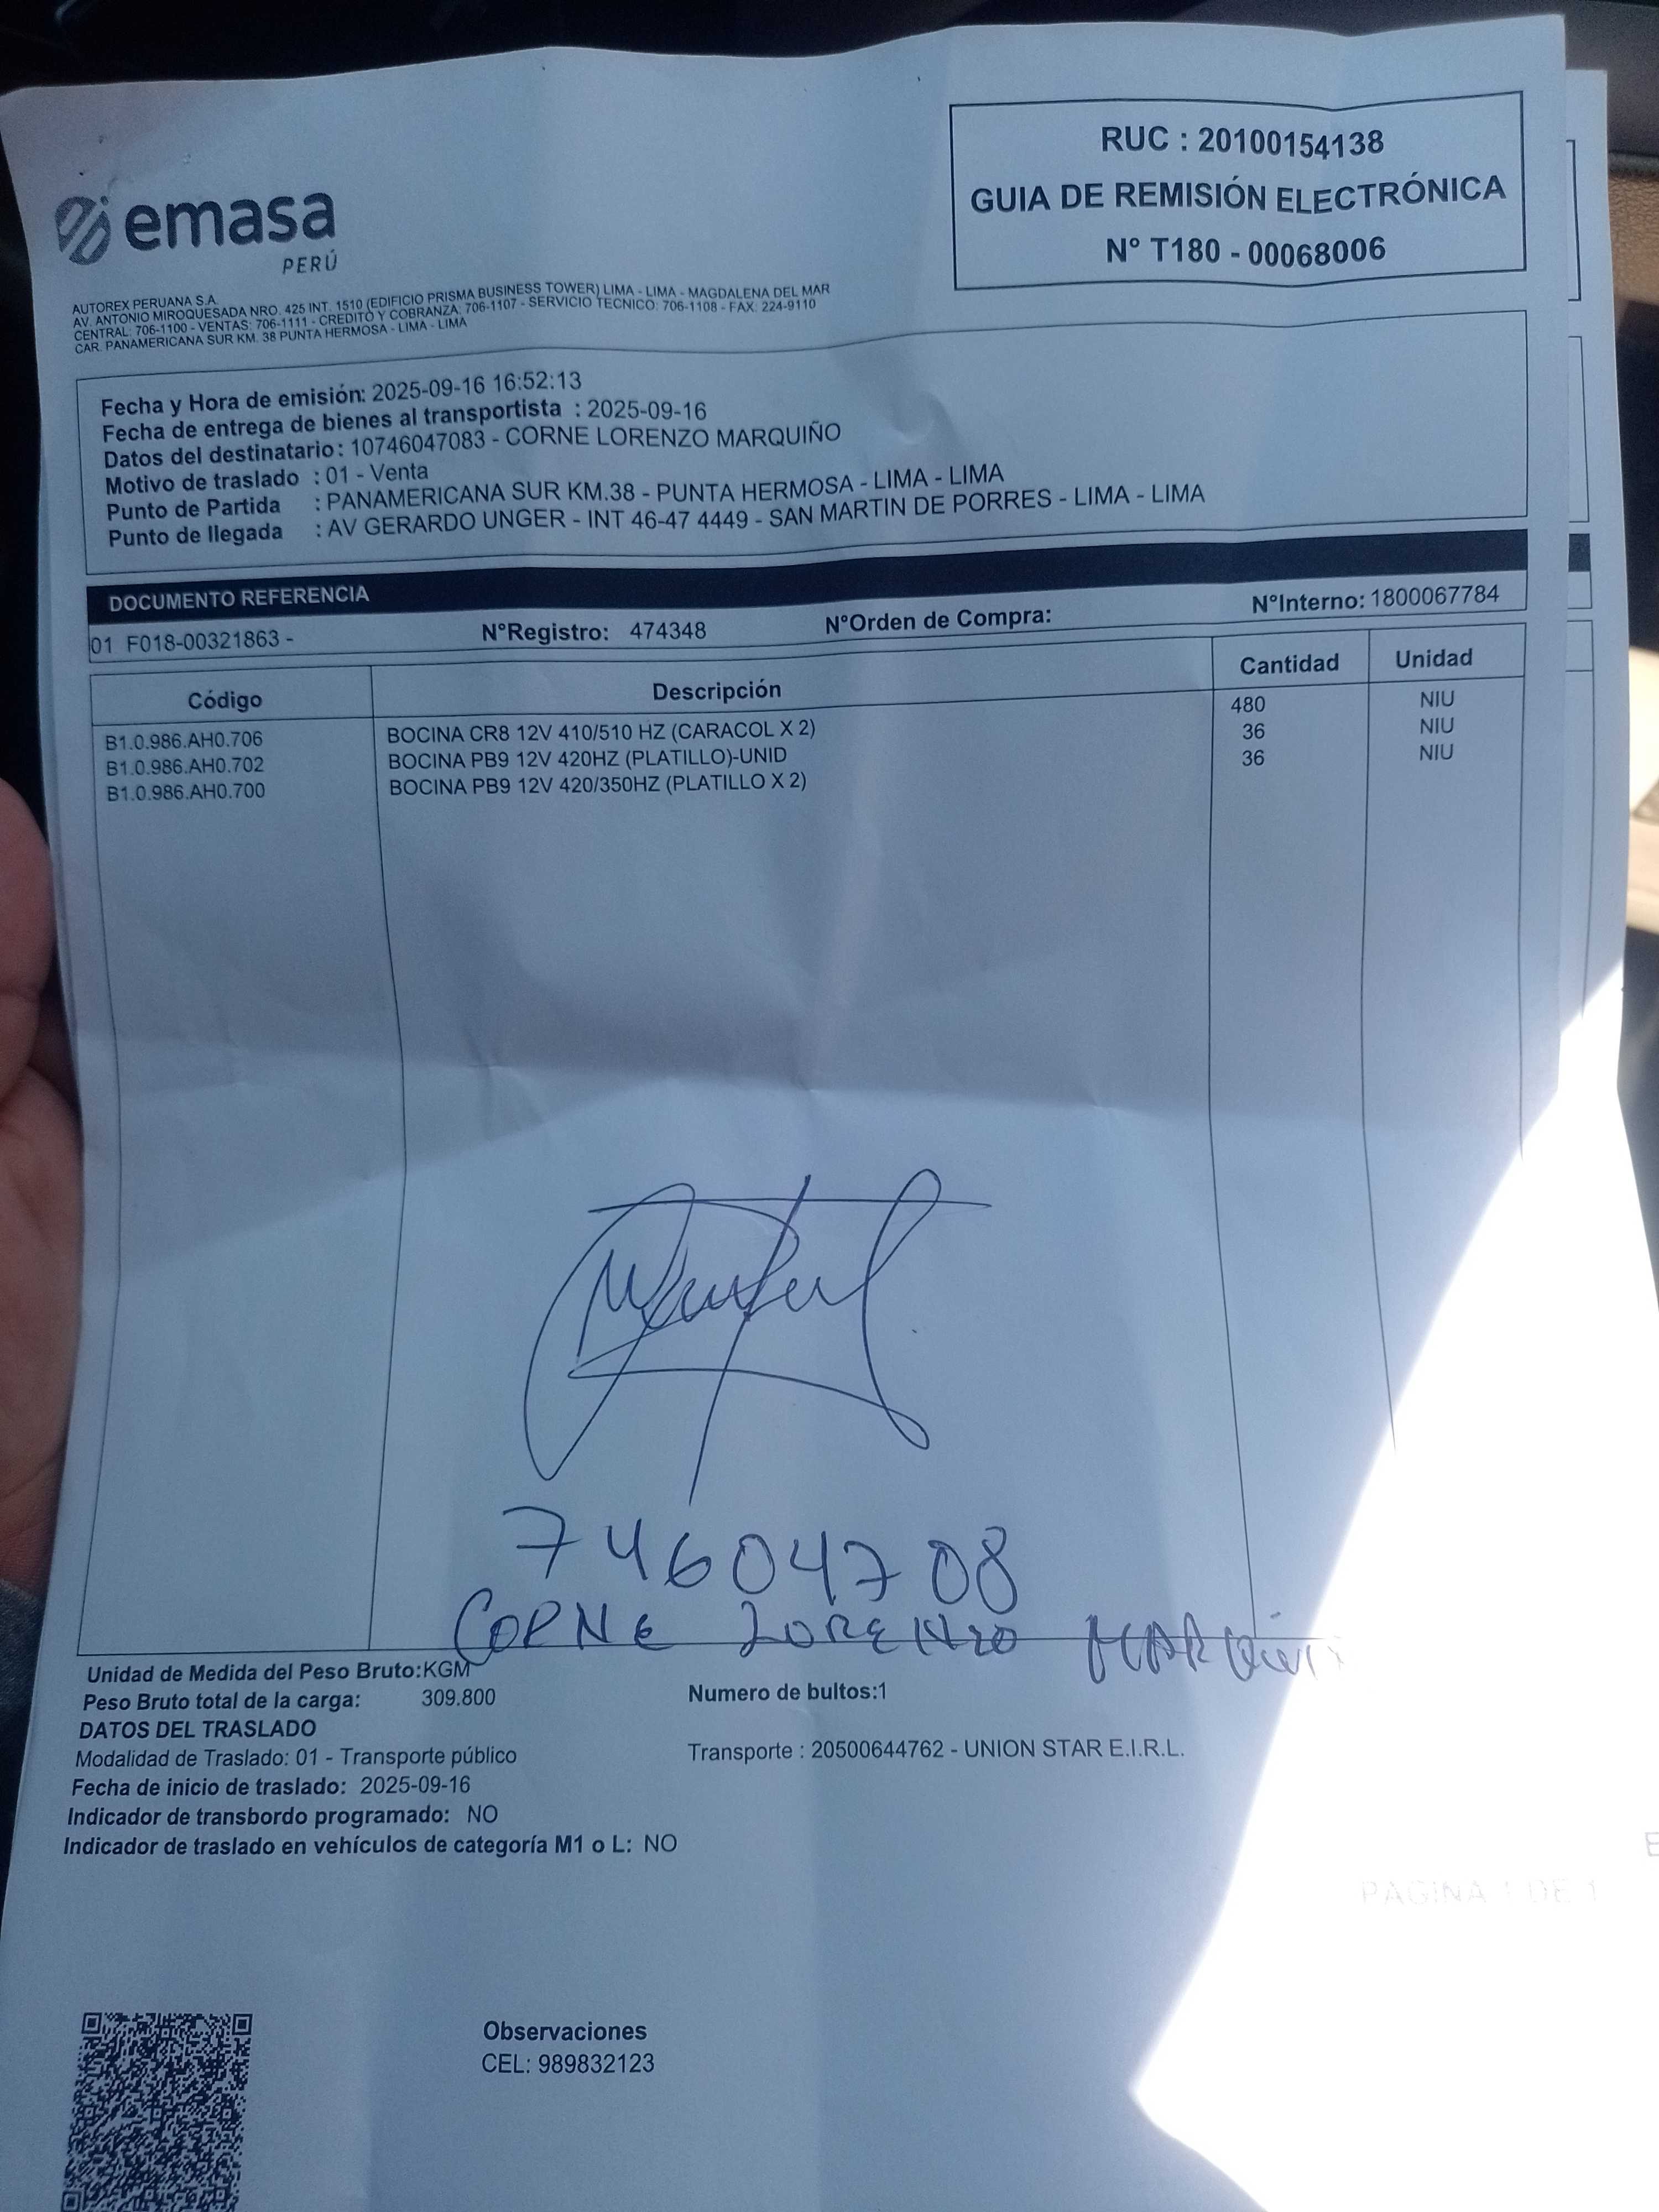 RUC : 20100154138
GUIA DE REMISIÓN ELECTRÓNICA
N° T180 - 00068006
emasa
PERÚ
AUTOREX PERUANA S.A.
AV. ANTONIO MIROQUESADA NRO. 425 INT. 1510 (EDIFICIO PRISMA BUSINESS TOWER) LIMA - LIMA - MAGDALENA DEL MAR
CENTRAL: 706-1100 - VENTAS: 706-1111 - CREDITO Y COBRANZA: 706-1107 - SERVICIO TECNICO: 706-1108 - FAX: 224-9110
CAR. PANAMERICANA SUR KM. 38 PUNTA HERMOSA - LIMA - LIMA
Fecha y Hora de emisión: 2025-09-16 16:52:13
Fecha de entrega de bienes al transportista : 2025-09-16
Datos del destinatario : 10746047083 - CORNE LORENZO MARQUIÑO
Motivo de traslado : 01 - Venta
Punto de Partida : PANAMERICANA SUR KM.38 - PUNTA HERMOSA - LIMA - LIMA
Punto de llegada : AV GERARDO UNGER - INT 46-47 4449 - SAN MARTIN DE PORRES - LIMA - LIMA
DOCUMENTO REFERENCIA
01 F018-00321863 - N°Registro: 474348 N°Orden de Compra: N°Interno: 1800067784
Código Descripción Cantidad Unidad
B1.0.986.AH0.706 BOCINA CR8 12V 410/510 HZ (CARACOL X 2) 480 NIU
B1.0.986.AH0.702 BOCINA PB9 12V 420HZ (PLATILLO)-UNID 36 NIU
B1.0.986.AH0.700 BOCINA PB9 12V 420/350HZ (PLATILLO X 2) 36 NIU
74604708
CORNE LORENZO
Unidad de Medida del Peso Bruto:KGM
Peso Bruto total de la carga: 309.800 Numero de bultos:1
DATOS DEL TRASLADO
Modalidad de Traslado: 01 - Transporte público Transporte : 20500644762 - UNION STAR E.I.R.L.
Fecha de inicio de traslado: 2025-09-16
Indicador de transbordo programado: NO
Indicador de traslado en vehículos de categoría M1 o L: NO
PAGINA 1 DE 1
Observaciones
CEL: 989832123